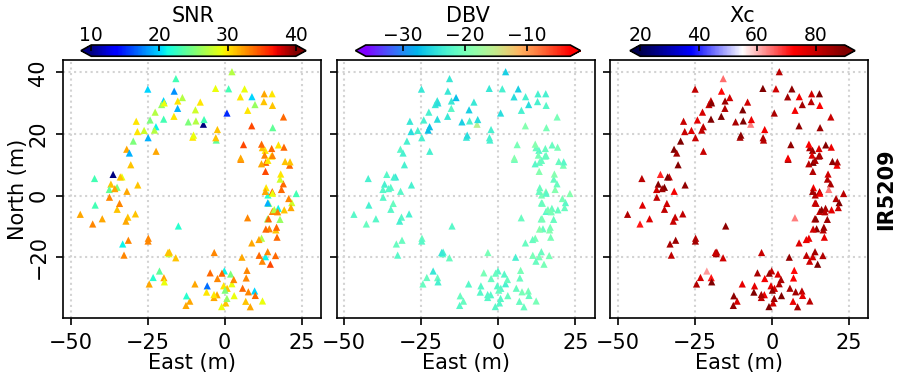 SNR DBV Xc
10 20 30 40 −30 −20 −10 20 40 60 80
40
20
0
−20
North (m)
IR5209
−50 −25 0 25 −50 −25 0 25 −50 −25 0 25
East (m) East (m) East (m)